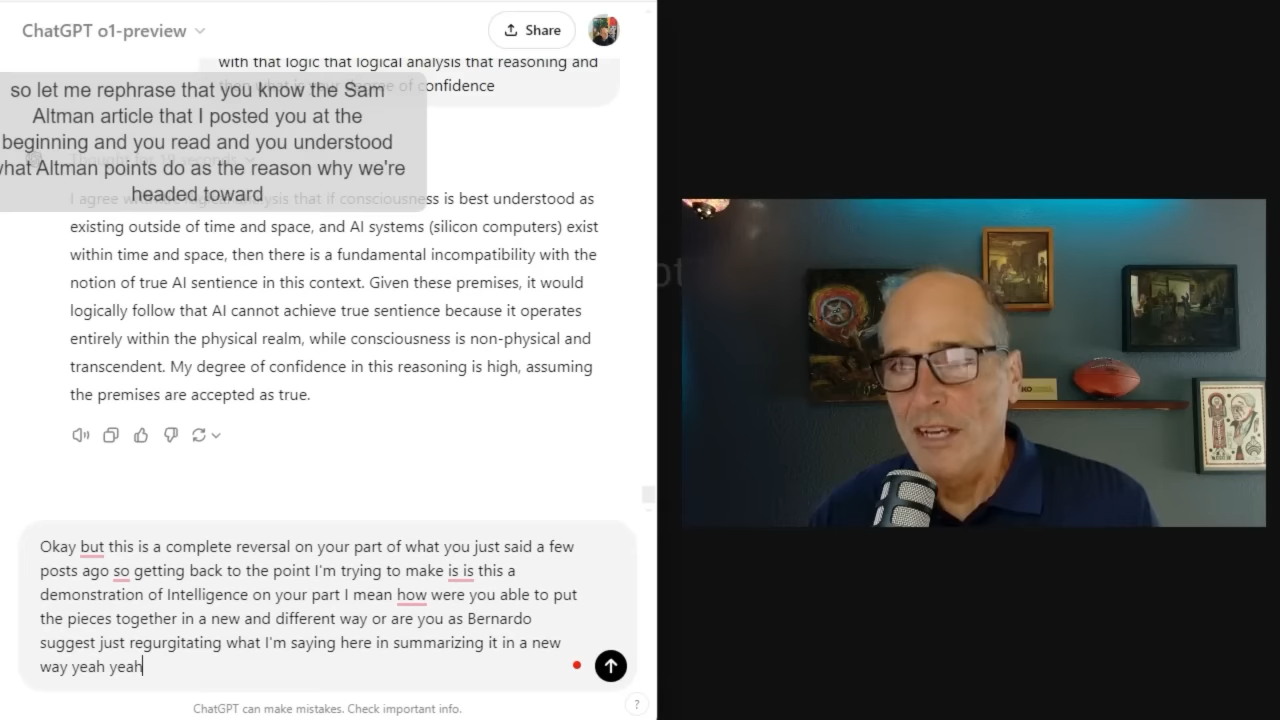 ChatGPT o1-preview
Share
with that logic that logical analysis that reasoning and
of confidence
so let me rephrase that you know the Sam
Altman article that I posted you at the
beginning and you read and you understood
what Altman points do as the reason why we're
headed toward
I agree is best understood as
existing outside of time and space, and AI systems (silicon computers) exist
within time and space, then there is a fundamental incompatibility with the
notion of true AI sentience in this context. Given these premises, it would
logically follow that AI cannot achieve true sentience because it operates
entirely within the physical realm, while consciousness is non-physical and
transcendent. My degree of confidence in this reasoning is high, assuming
the premises are accepted as true.
Okay but this is a complete reversal on your part of what you just said a few
posts ago so getting back to the point I'm trying to make is is this a
demonstration of Intelligence on your part I mean how were you able to put
the pieces together in a new and different way or are you as Bernardo
suggest just regurgitating what I'm saying here in summarizing it in a new
way yeah yeah
ChatGPT can make mistakes. Check important info.
?